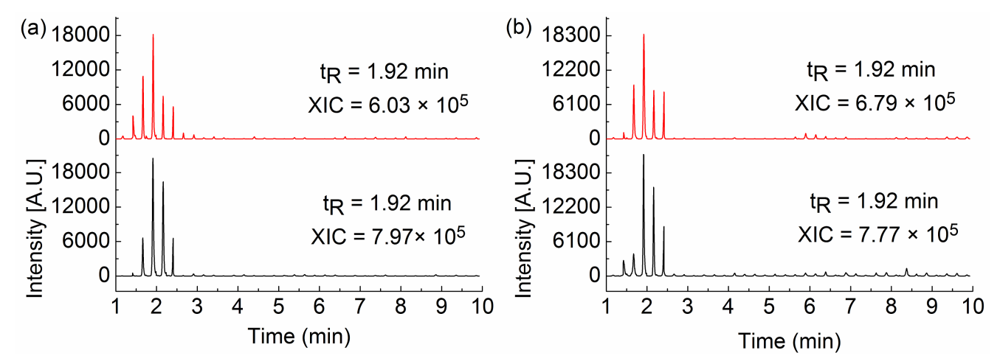 (a)
18000
12000
6000
0
tR = 1.92 min
XIC = 6.03 × 10⁵
18000
12000
6000
0
tR = 1.92 min
XIC = 7.97× 10⁵
Intensity [A.U.]
1 2 3 4 5 6 7 8 9 10
Time (min)
(b)
18300
12200
6100
0
tR = 1.92 min
XIC = 6.79 × 10⁵
18300
12200
6100
0
tR = 1.92 min
XIC = 7.77 × 10⁵
Intensity [A.U.]
1 2 3 4 5 6 7 8 9 10
Time (min)